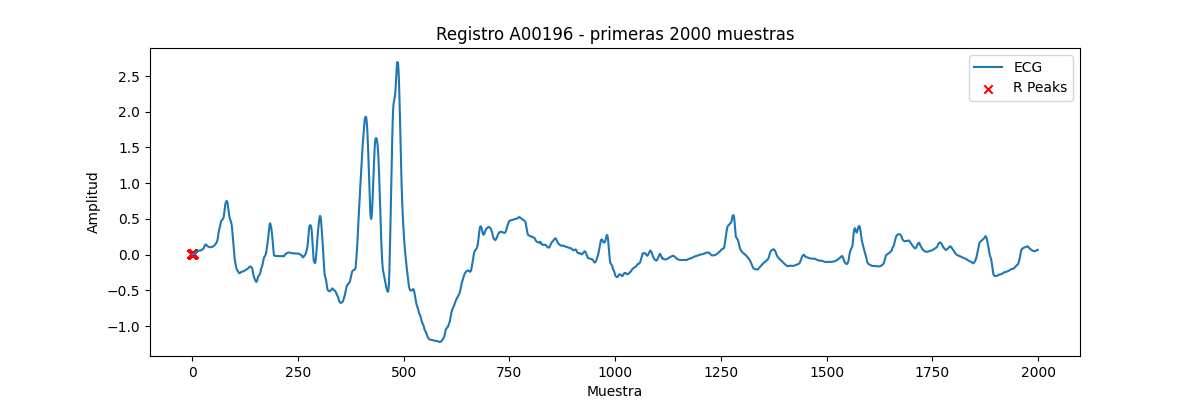 Registro A00196 - primeras 2000 muestras
ECG
R Peaks
Amplitud
2.5
2.0
1.5
1.0
0.5
0.0
−0.5
−1.0
0 250 500 750 1000 1250 1500 1750 2000
Muestra